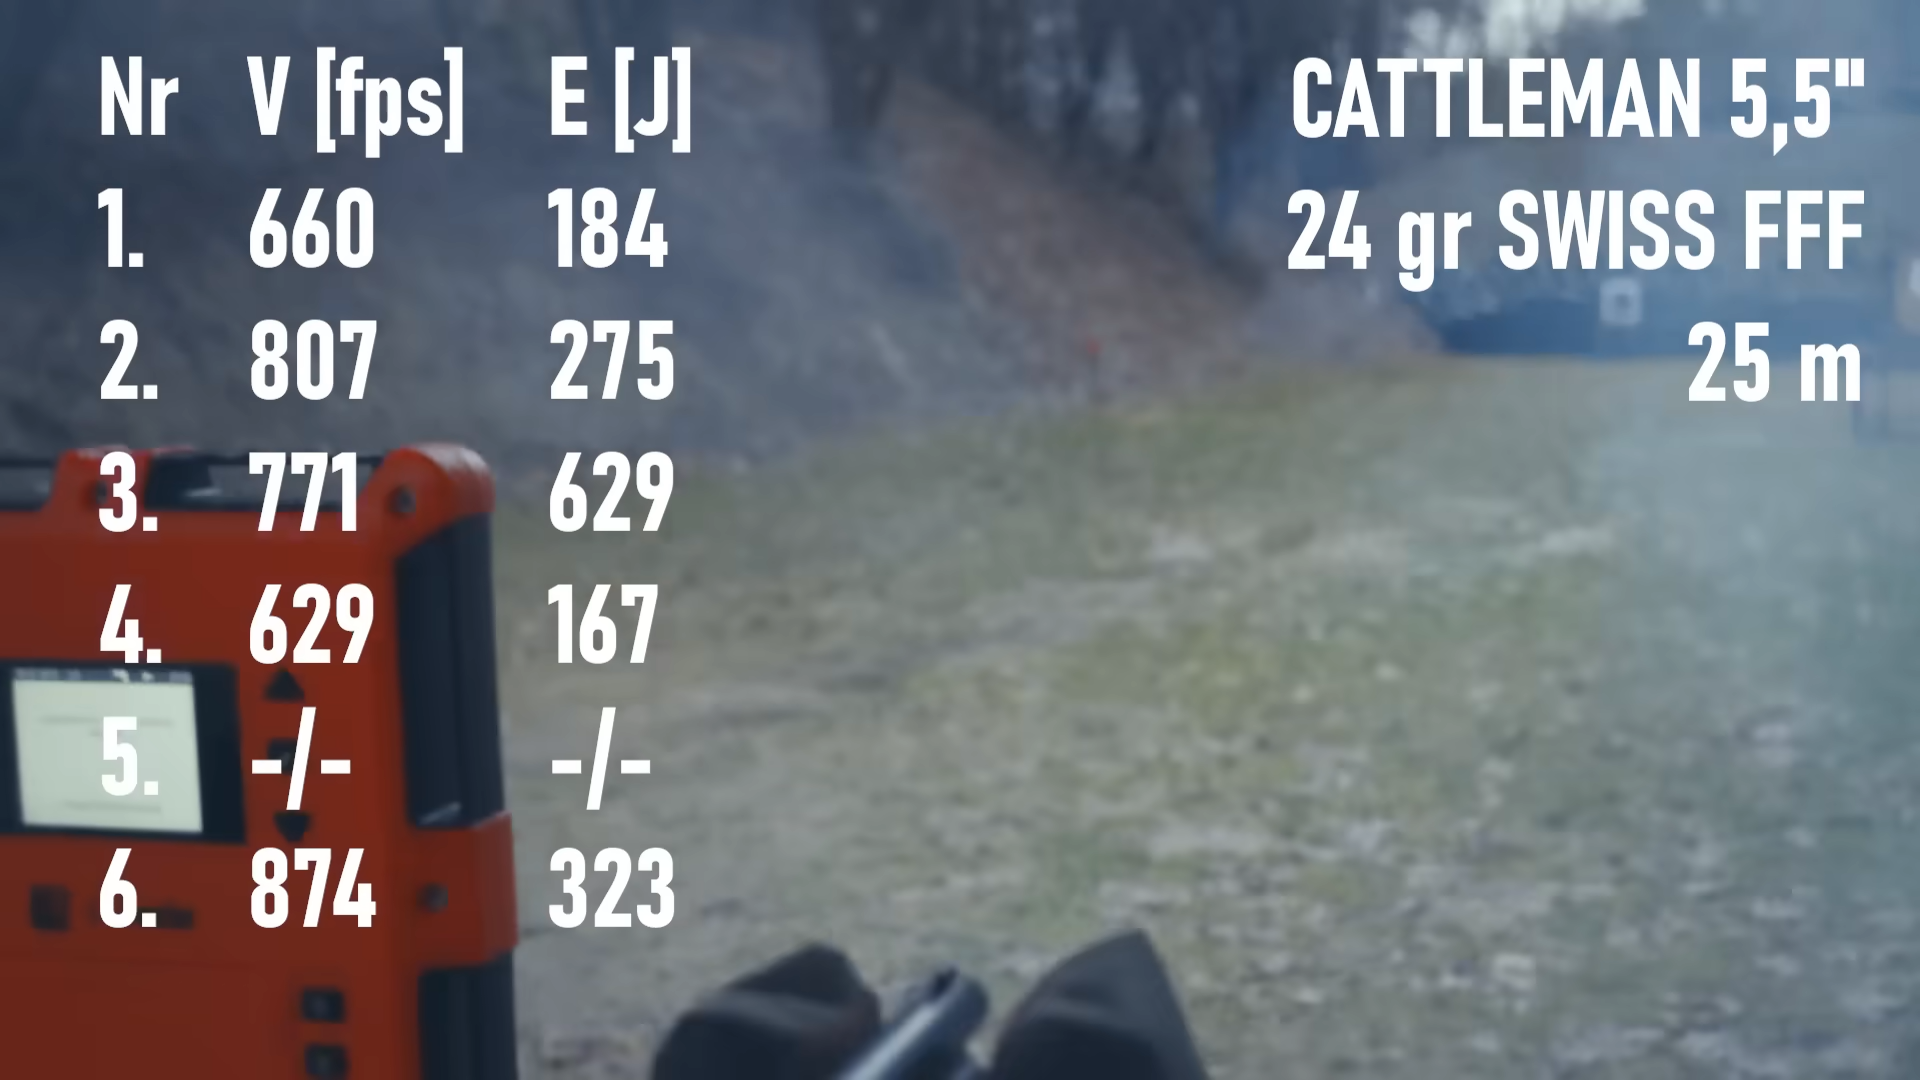 Nr V [fps] E [J]
1. 660 184
2. 807 275
3. 771 629
4. 629 167
5. -/- -/-
6. 874 323
CATTLEMAN 5,5"
24 gr SWISS FFF
25 m